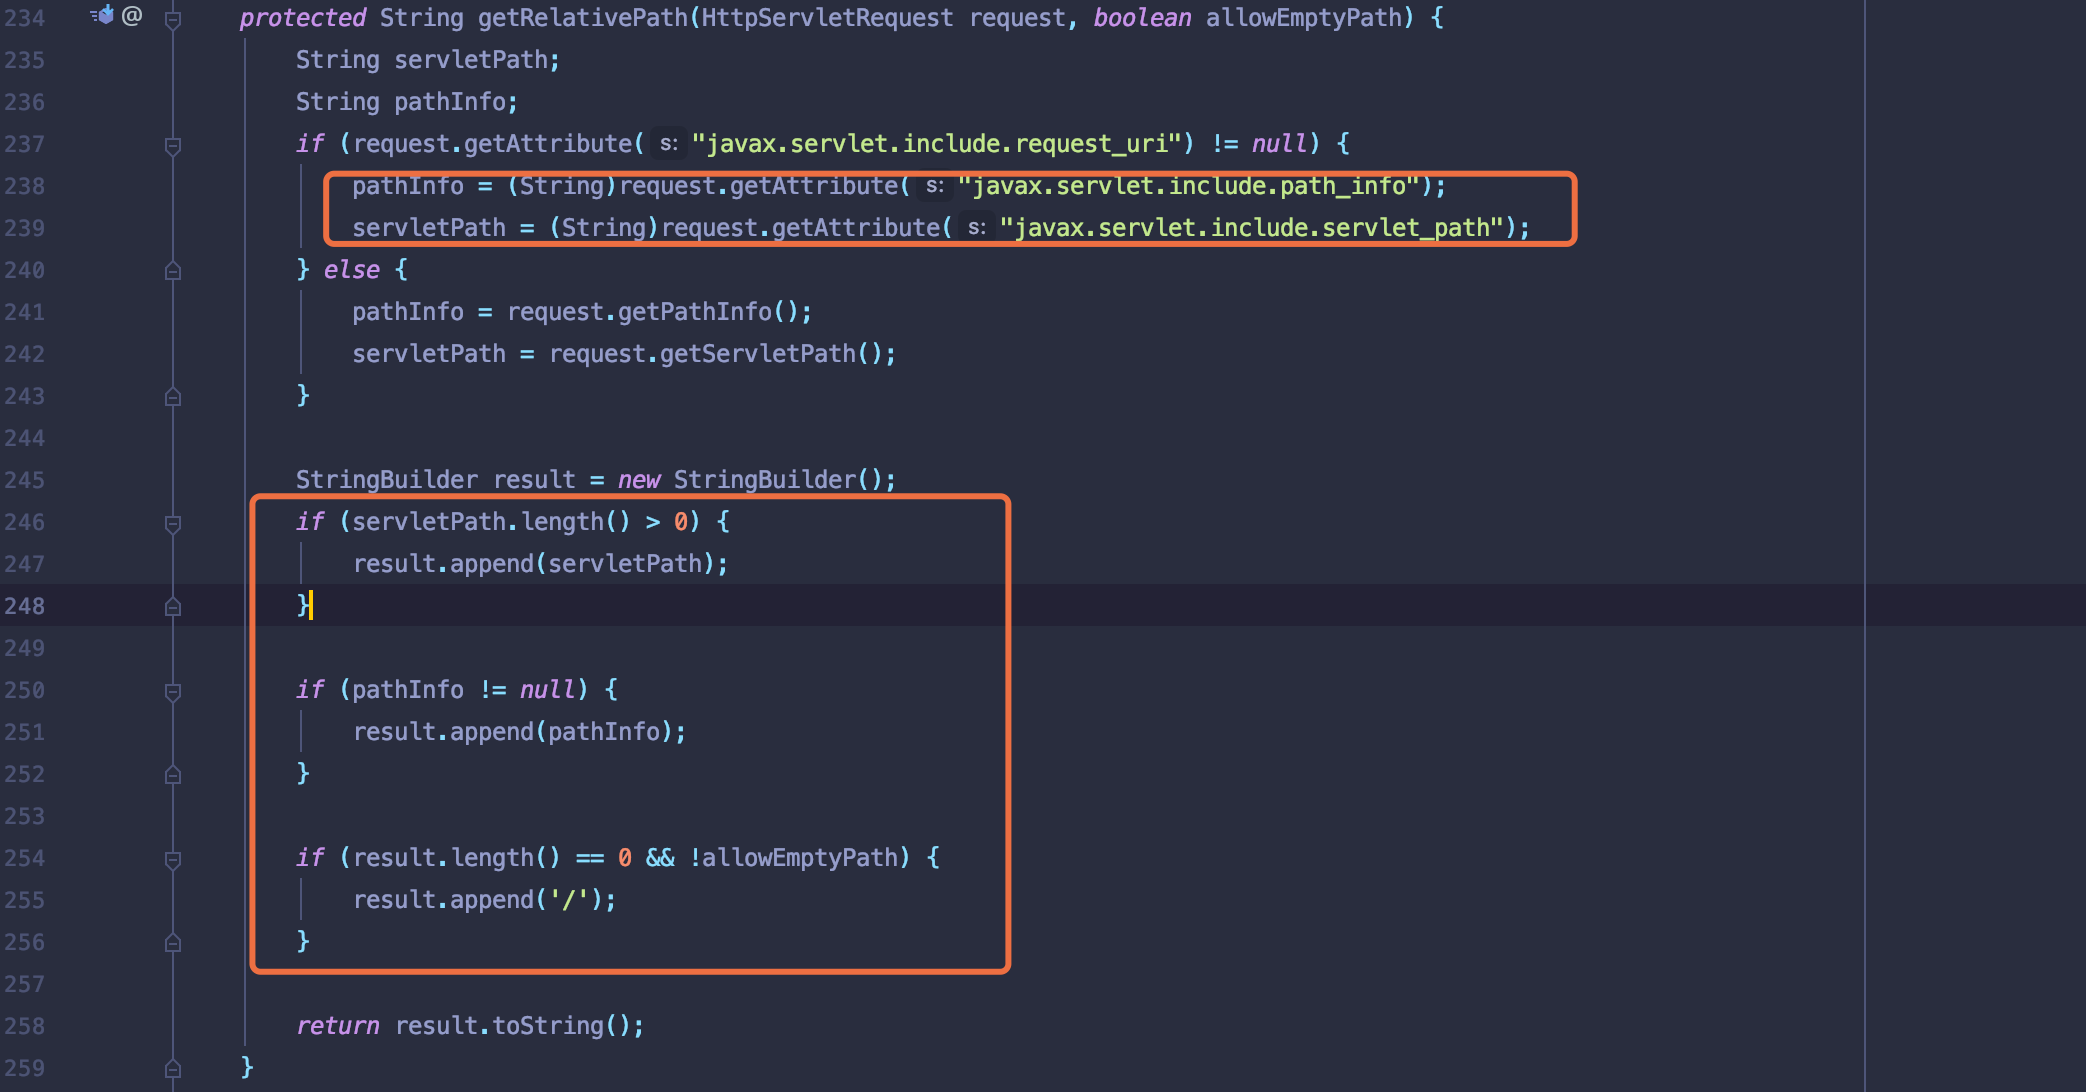 234 @ protected String getRelativePath(HttpServletRequest request, boolean allowEmptyPath) {
235 String servletPath;
236 String pathInfo;
237 if (request.getAttribute( s: "javax.servlet.include.request_uri") != null) {
238 pathInfo = (String)request.getAttribute( s: "javax.servlet.include.path_info");
239 servletPath = (String)request.getAttribute( s: "javax.servlet.include.servlet_path");
240 } else {
241 pathInfo = request.getPathInfo();
242 servletPath = request.getServletPath();
243 }
244
245 StringBuilder result = new StringBuilder();
246 if (servletPath.length() > 0) {
247 result.append(servletPath);
248 }
249
250 if (pathInfo != null) {
251 result.append(pathInfo);
252 }
253
254 if (result.length() == 0 && !allowEmptyPath) {
255 result.append('/');
256 }
257
258 return result.toString();
259 }